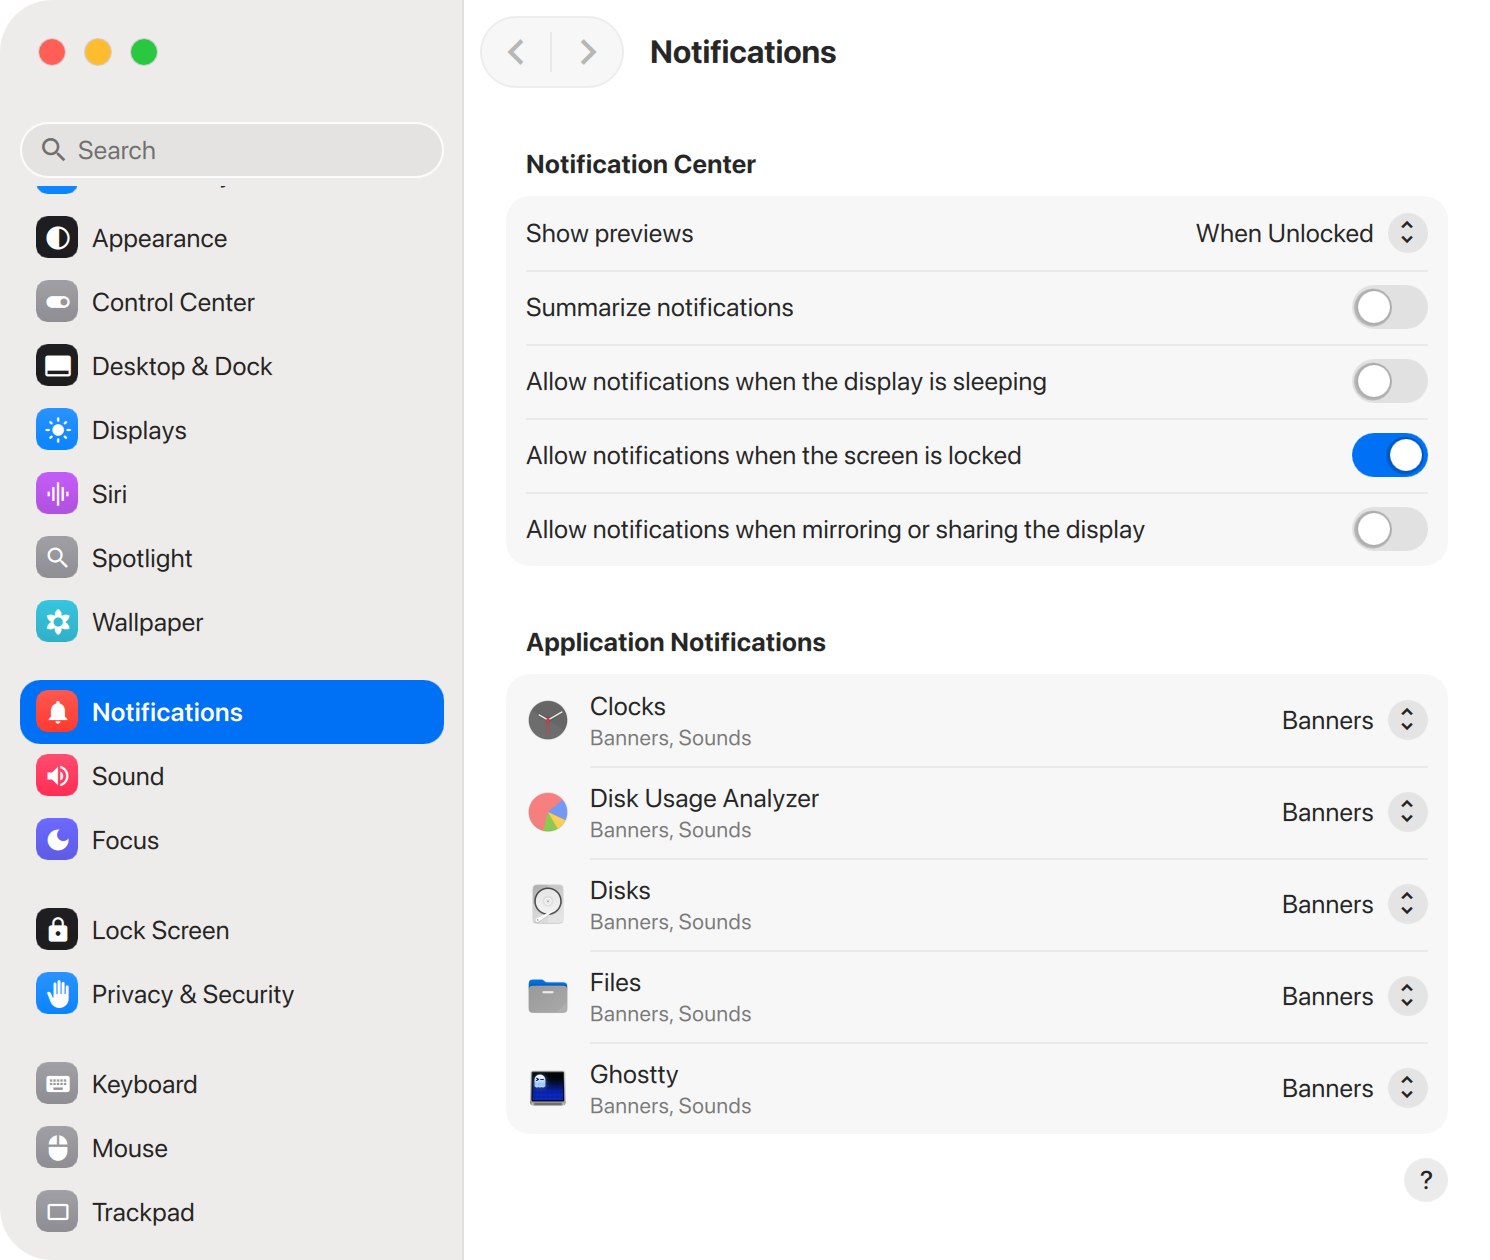 Notifications
Search
Appearance
Control Center
Desktop & Dock
Displays
Siri
Spotlight
Wallpaper
Notifications
Sound
Focus
Lock Screen
Privacy & Security
Keyboard
Mouse
Trackpad
Notification Center
Show previews When Unlocked
Summarize notifications
Allow notifications when the display is sleeping
Allow notifications when the screen is locked
Allow notifications when mirroring or sharing the display
Application Notifications
Clocks
Banners, Sounds
Banners
Disk Usage Analyzer
Banners, Sounds
Banners
Disks
Banners, Sounds
Banners
Files
Banners, Sounds
Banners
Ghostty
Banners, Sounds
Banners
?